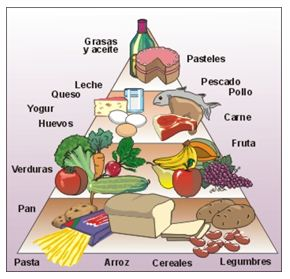 Grasas
y aceite
Pasteles
Leche
Pescado
Queso
Pollo
Yogur
Huevos
Carne
Fruta
Verduras
Pan
Pasta
Arroz
Cereales
Legumbres